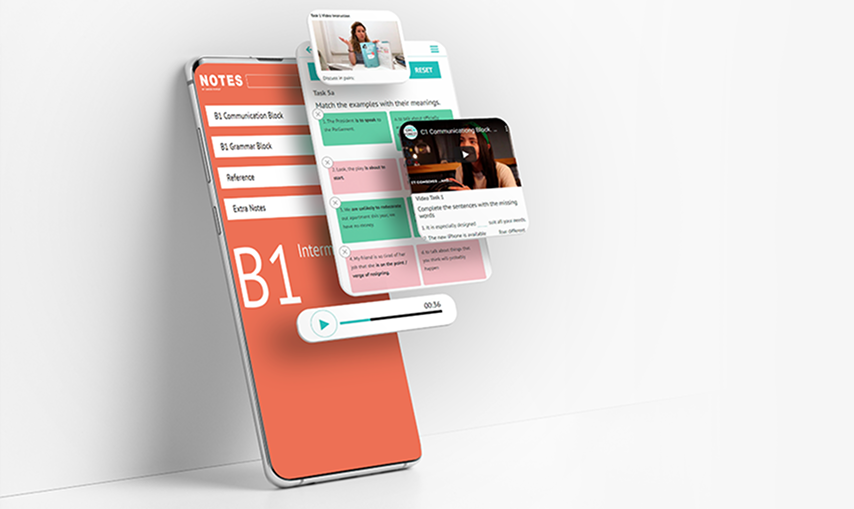 NOTES
B1 Communication Block
B1 Grammar Block
Reference
Extra Notes
B1
Interm
Task 1 Video Instruction
Discuss in pairs.
RESET
Task 5a
Match the examples with their meanings.
1. The President is to speak to
the Parliament.
2. Look, the play is about to
start.
3. We are unlikely to redecorate
our apartment this year, we
have no money.
4. My friend is so tired of her
job that she is on the point /
verge of resigning.
d. To talk about things that
you think will probably
happen.
C1 Communicationg Block ...
Video Task 1
Complete the sentences with the missing
words
1. It is especially designed ____ suit all your needs.
2. The new iPhone is available
four different
00:36